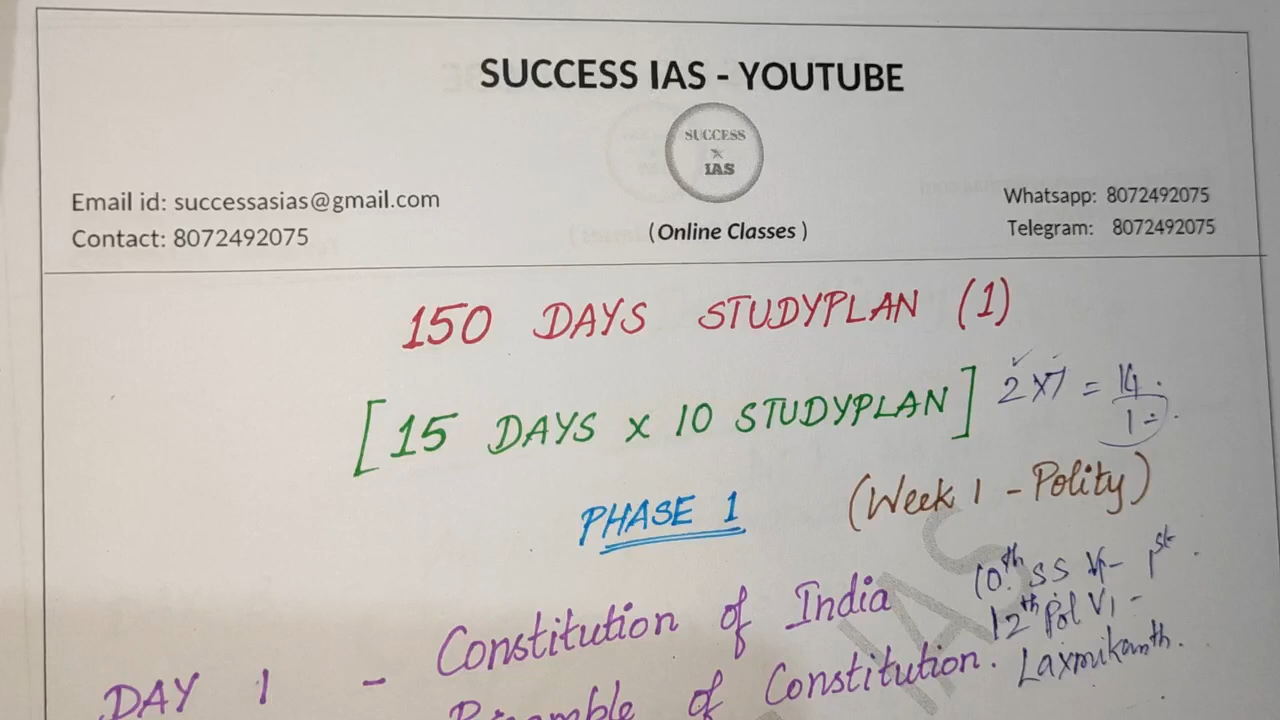 SUCCESS IAS - YOUTUBE
SUCCESS
IAS
Email id: successasias@gmail.com
Whatsapp: 8072492075
Contact: 8072492075
(Online Classes)
Telegram: 8072492075
150 DAYS STUDYPLAN (1)
[15 DAYS x 10 STUDYPLAN] 2x7 = 14
PHASE 1 (Week 1 - Polity)
10th SS - 1st
DAY 1 - Constitution of India
12th Pol V1 -
of Constitution. Laxmikanth.
IAS